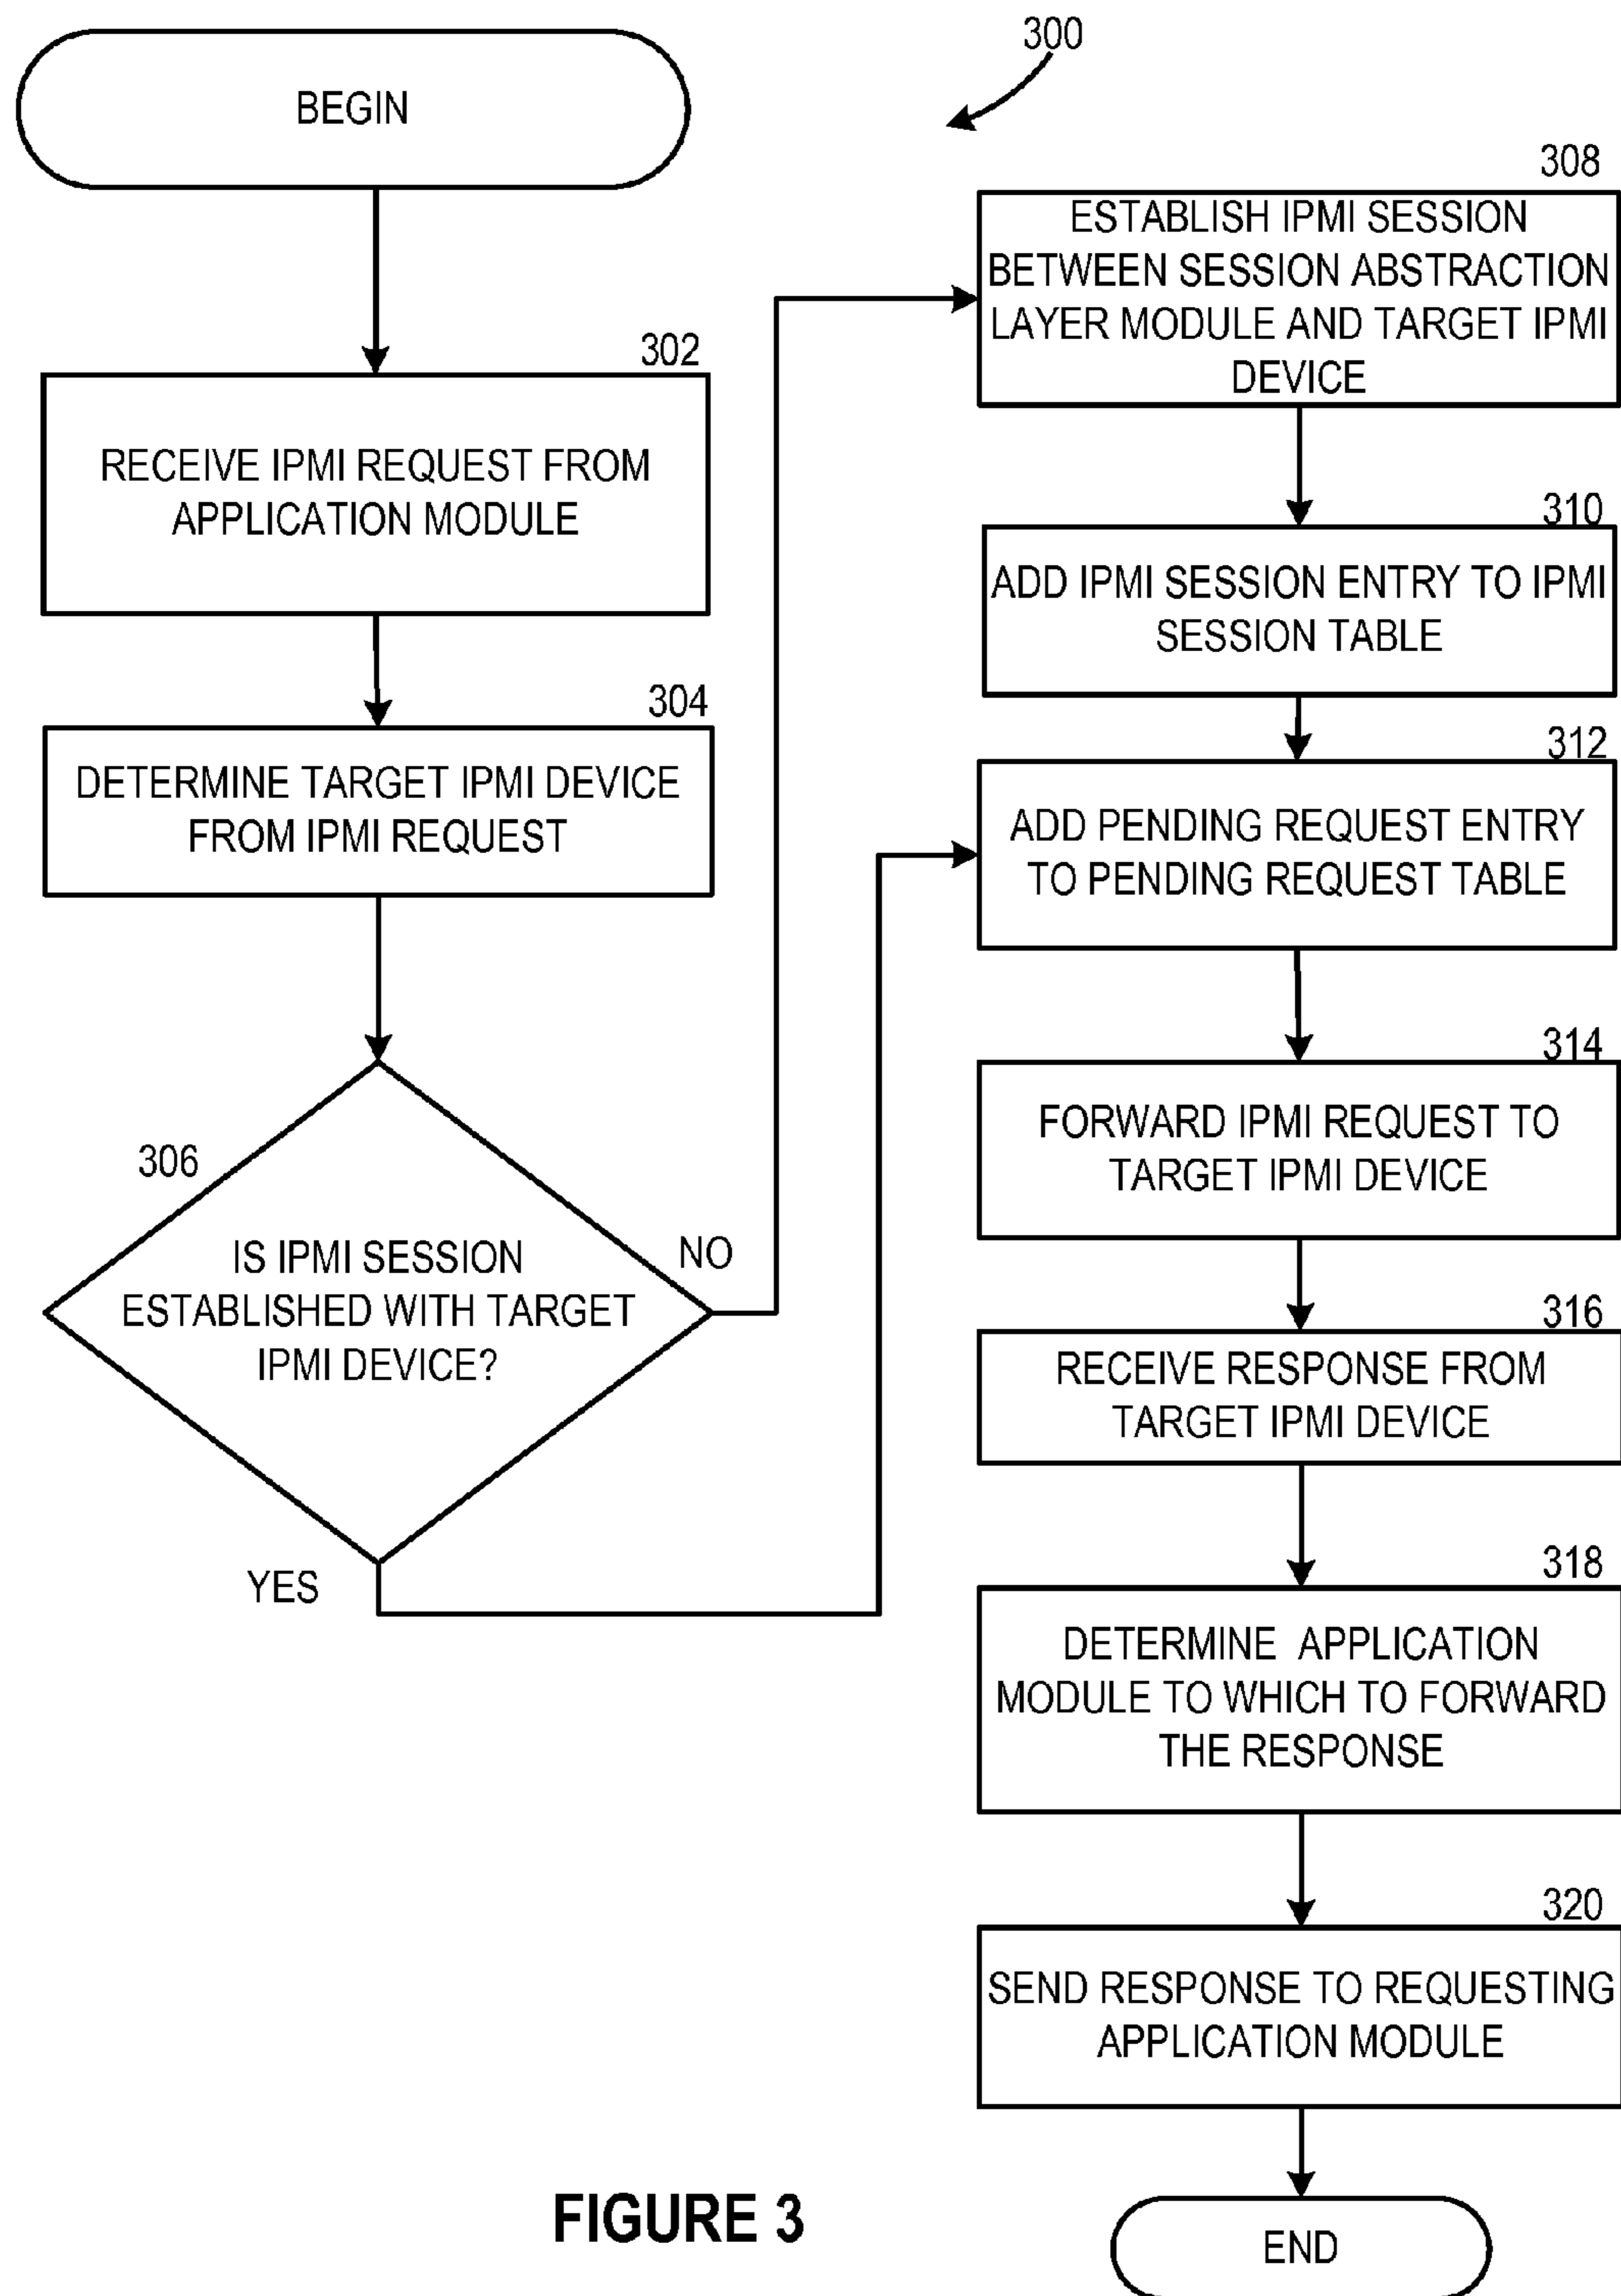 BEGIN
302
RECEIVE IPMI REQUEST FROM
APPLICATION MODULE
304
DETERMINE TARGET IPMI DEVICE
FROM IPMI REQUEST
306
IS IPMI SESSION
ESTABLISHED WITH TARGET
IPMI DEVICE?
NO
YES
300
308
ESTABLISH IPMI SESSION
BETWEEN SESSION ABSTRACTION
LAYER MODULE AND TARGET IPMI
DEVICE
310
ADD IPMI SESSION ENTRY TO IPMI
SESSION TABLE
312
ADD PENDING REQUEST ENTRY
TO PENDING REQUEST TABLE
314
FORWARD IPMI REQUEST TO
TARGET IPMI DEVICE
316
RECEIVE RESPONSE FROM
TARGET IPMI DEVICE
318
DETERMINE APPLICATION
MODULE TO WHICH TO FORWARD
THE RESPONSE
320
SEND RESPONSE TO REQUESTING
APPLICATION MODULE
END
FIGURE 3